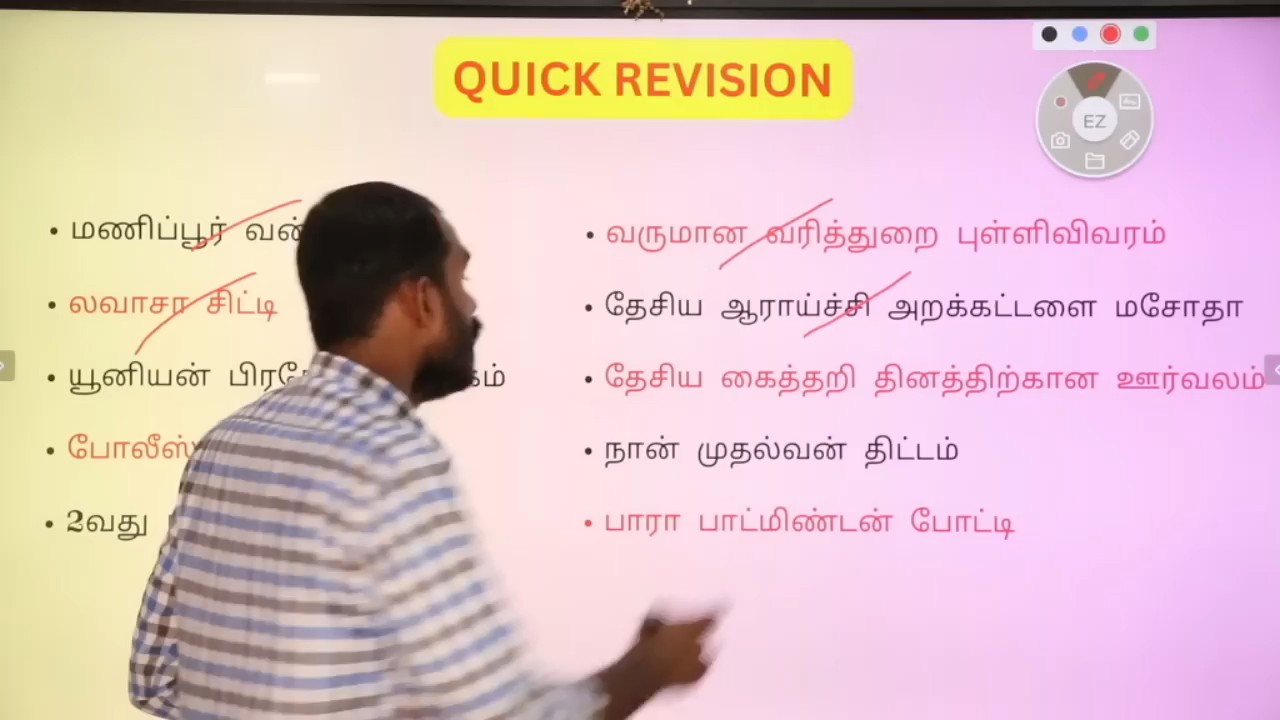 QUICK REVISION
EZ
• மணிப்பூர்
• லவாசா சிட்டி
• யூனியன்
• போலீஸ்
• 2வது
• வருமான வரித்துறை புள்ளிவிவரம்
• தேசிய ஆராய்ச்சி அறக்கட்டளை மசோதா
• தேசிய கைத்தறி தினத்திற்கான ஊர்வலம்
• நான் முதல்வன் திட்டம்
• பாரா பாட்மிண்டன் போட்டி